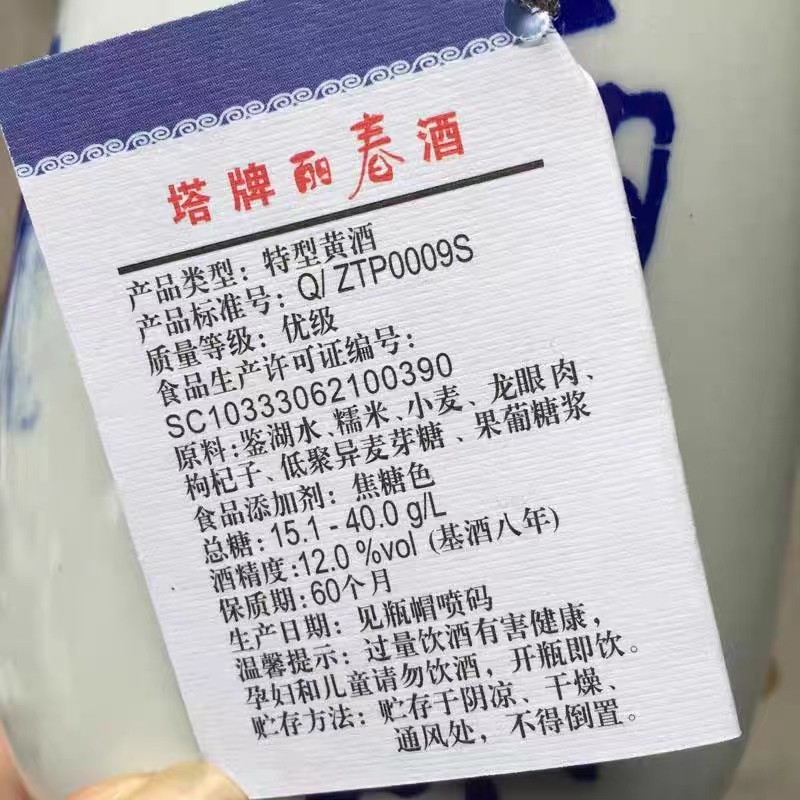 塔牌丽春酒
产品类型：特型黄酒
产品标准号：Q/ZTP0009S
质量等级：优级
食品生产许可证编号：
SC10333062100390
原料：鉴湖水、糯米、小麦、龙眼肉、
枸杞子、低聚异麦芽糖、果葡糖浆
食品添加剂：焦糖色
总糖：15.1-40.0 g/L
酒精度:12.0 %vol (基酒八年)
保质期:60个月
生产日期：见瓶帽喷码
温馨提示：过量饮酒有害健康，
孕妇和儿童请勿饮酒，开瓶即饮。
贮存方法：贮存于阴凉、干燥、
通风处，不得倒置。